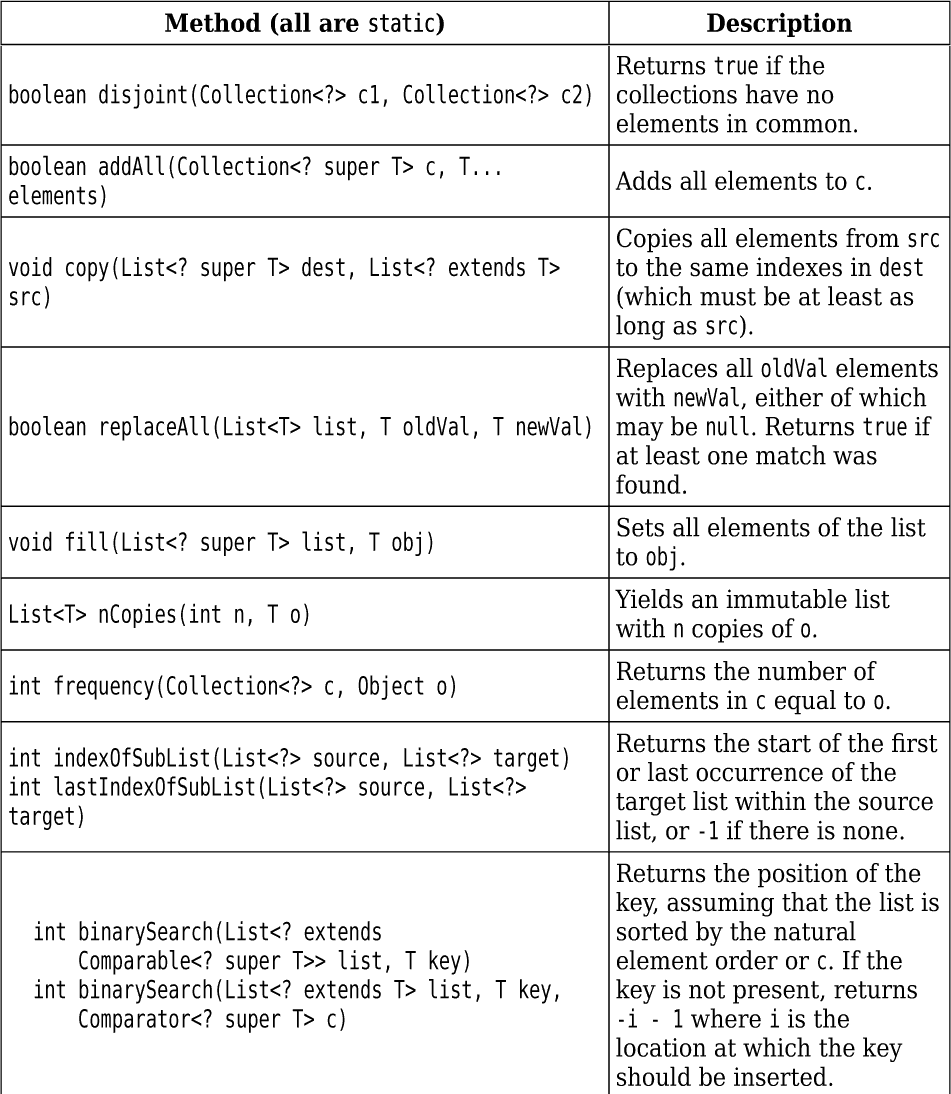 Method (all are static)
Description
boolean disjoint(Collection<?> c1, Collection<?> c2)
Returns true if the
collections have no
elements in common.
boolean addAll(Collection<? super T> c, T...
elements)
Adds all elements to c.
void copy(List<? super T> dest, List<? extends T>
src)
Copies all elements from src
to the same indexes in dest
(which must be at least as
long as src).
boolean replaceAll(List<T> list, T oldVal, T newVal)
Replaces all oldVal elements
with newVal, either of which
may be null. Returns true if
at least one match was
found.
void fill(List<? super T> list, T obj)
Sets all elements of the list
to obj.
List<T> nCopies(int n, T o)
Yields an immutable list
with n copies of o.
int frequency(Collection<?> c, Object o)
Returns the number of
elements in c equal to o.
int indexOfSubList(List<?> source, List<?> target)
int lastIndexOfSubList(List<?> source, List<?>
target)
Returns the start of the first
or last occurrence of the
target list within the source
list, or -1 if there is none.
int binarySearch(List<? extends
Comparable<? super T>> list, T key)
int binarySearch(List<? extends T> list, T key,
Comparator<? super T> c)
Returns the position of the
key, assuming that the list is
sorted by the natural
element order or c. If the
key is not present, returns
-i - 1 where i is the
location at which the key
should be inserted.